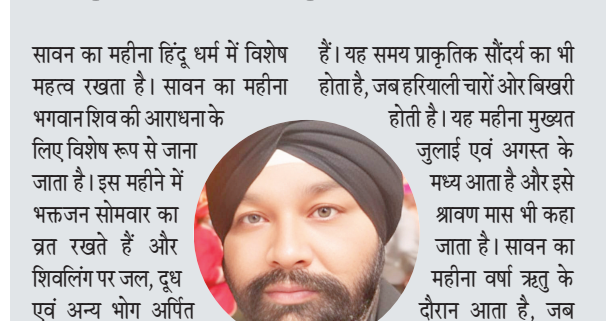 सावन का महीना हिंदू धर्म में विशेष
महत्व रखता है। सावन का महीना
भगवान शिव की आराधना के
लिए विशेष रूप से जाना
जाता है। इस महीने में
भक्तजन सोमवार का
व्रत रखते हैं और
शिवलिंग पर जल, दूध
एवं अन्य भोग अर्पित
हैं। यह समय प्राकृतिक सौंदर्य का भी
होता है, जब हरियाली चारों ओर बिखरी
होती है। यह महीना मुख्यत
जुलाई एवं अगस्त के
मध्य आता है और इसे
श्रावण मास भी कहा
जाता है। सावन का
महीना वर्षा ऋतु के
दौरान आता है, जब